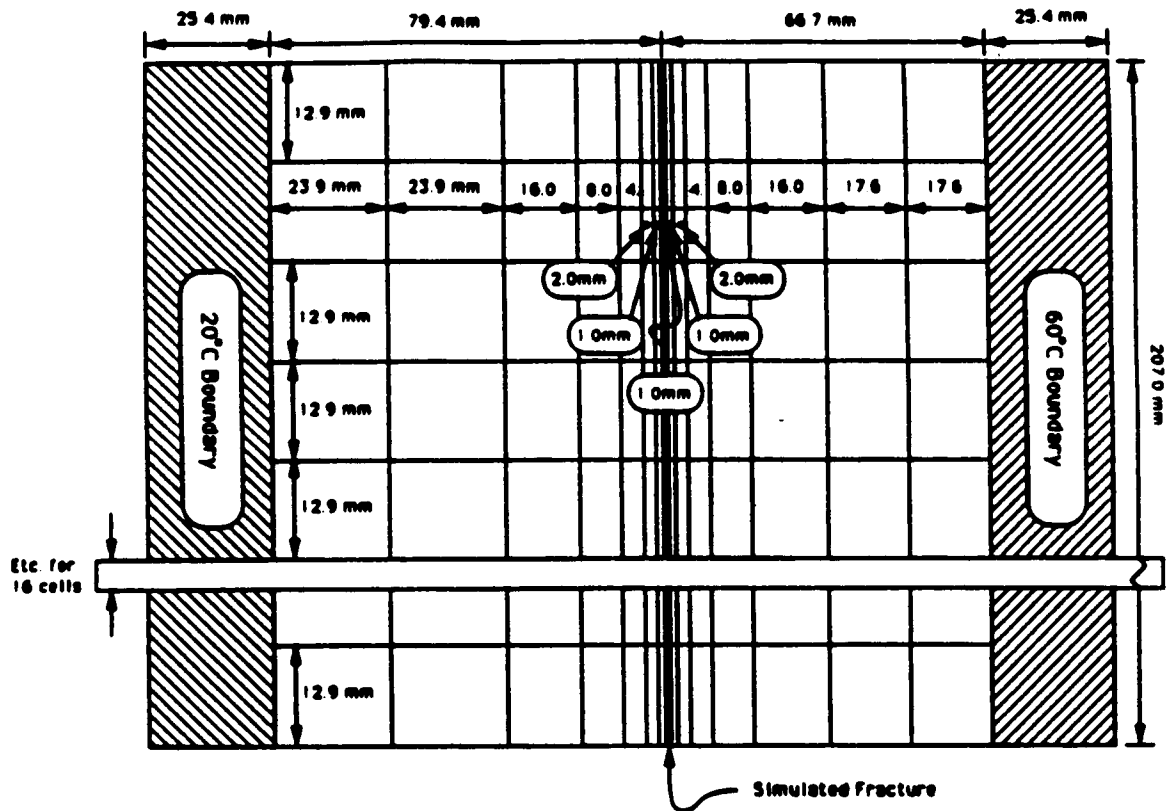 25.4 mm
79.4 mm
66.7 mm
25.4 mm
12.9 mm
23.9 mm
23.9 mm
16.0
8.0
4.
4.
8.0
16.0
17.6
17.6
2.0mm
2.0mm
12.9 mm
1.0mm
1.0mm
1.0mm
12.9 mm
12.9 mm
20°C Boundary
60°C Boundary
207.0 mm
Etc. for
16 cells
12.9 mm
Simulated Fracture